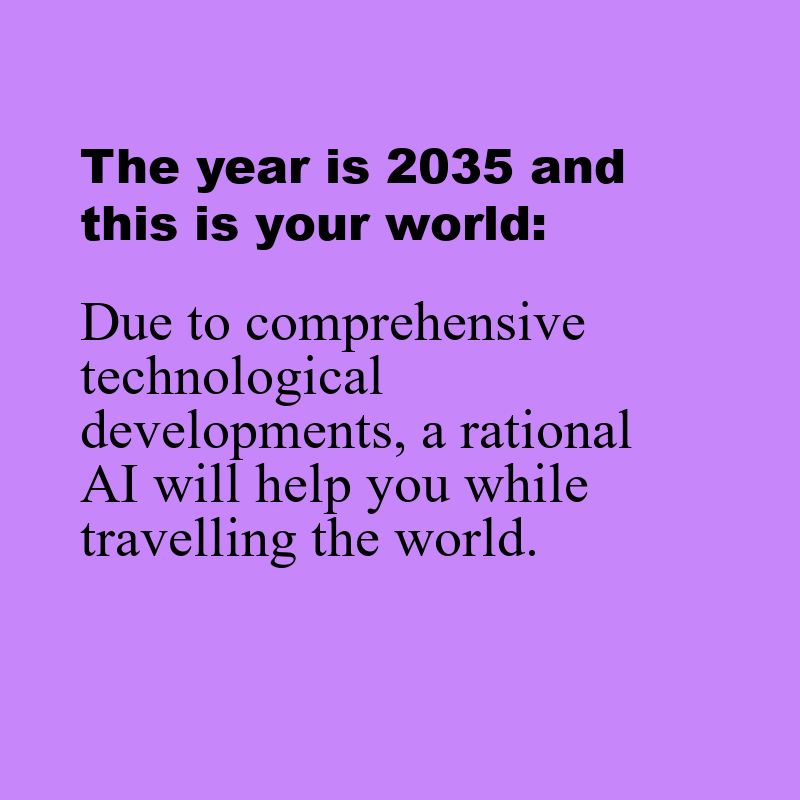 The year is 2035 and
this is your world:
Due to comprehensive
technological
developments, a rational
AI will help you while
travelling the world.